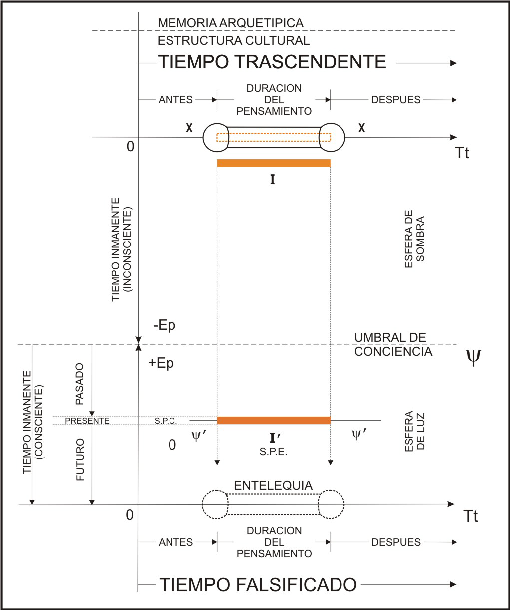 MEMORIA ARQUETIPICA
ESTRUCTURA CULTURAL
TIEMPO TRASCENDENTE
ANTES
DURACION
DEL
PENSAMIENTO
DESPUES
X
X
0
Tt
I
TIEMPO INMANENTE
(INCONSCIENTE)
ESFERA DE
SOMBRA
-Ep
UMBRAL DE
CONCIENCIA
ψ
+Ep
TIEMPO INMANENTE
(CONSCIENTE)
PASADO
PRESENTE
S.P.C.
FUTURO
0
ψ'
I'
S.P.E.
ψ'
ESFERA
DE LUZ
ENTELEQUIA
0
Tt
ANTES
DURACION
DEL
PENSAMIENTO
DESPUES
TIEMPO FALSIFICADO